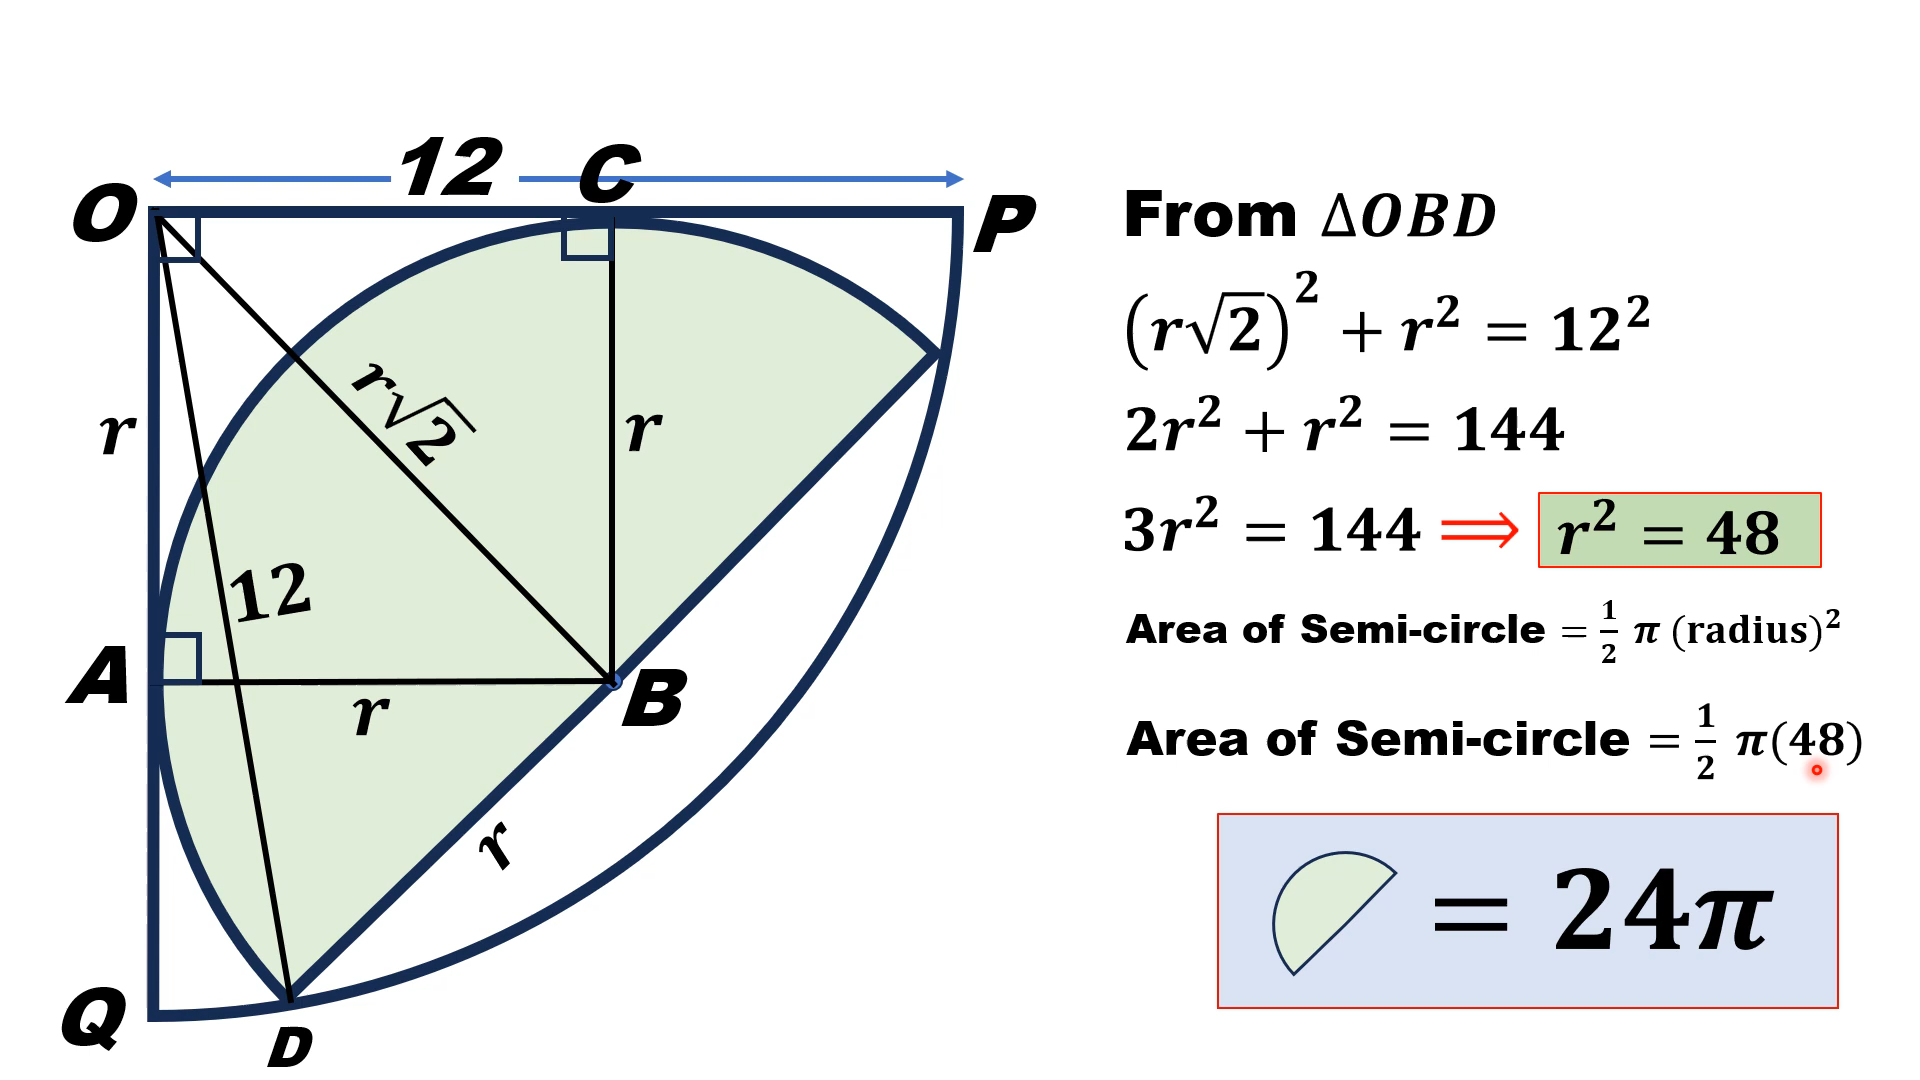 12
O
C
P
r
r√2
r
12
A
r
B
r
Q
D
From ΔOBD
(r√2)² + r² = 12²
2r² + r² = 144
3r² = 144 ⟹ r² = 48
Area of Semi-circle = 1/2 π (radius)²
Area of Semi-circle = 1/2 π(48)
= 24π